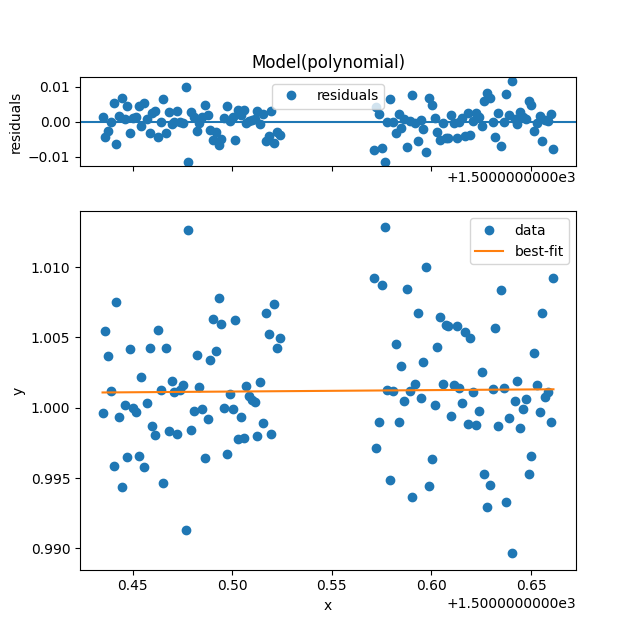 Model(polynomial)
residuals
0.01
0.00
−0.01
residuals
+1.5000000000e3
data
best-fit
1.010
1.005
1.000
0.995
0.990
y
0.45
0.50
0.55
0.60
0.65
x
+1.5000000000e3